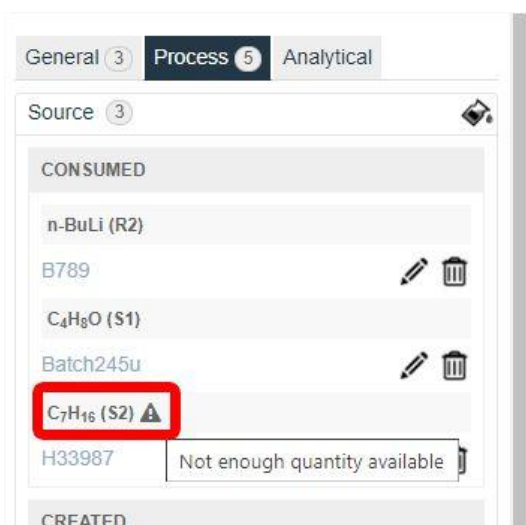 General 3 Process 5 Analytical
Source 3
CONSUMED
n-BuLi (R2)
B789
C₄H₈O (S1)
Batch245u
C₇H₁₆ (S2)
H33987 Not enough quantity available
CREATED